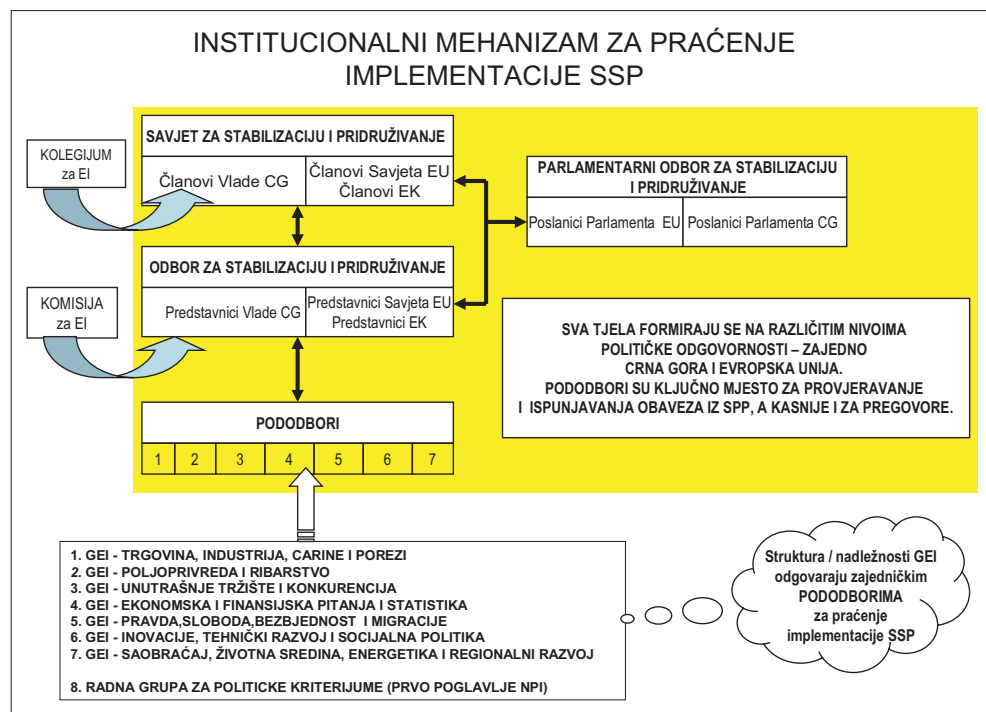 INSTITUCIONALNI MEHANIZAM ZA PRAĆENJE
IMPLEMENTACIJE SSP
KOLEGIJUM
za EI
SAVJET ZA STABILIZACIJU I PRIDRUŽIVANJE
Članovi Vlade CG
Članovi Savjeta EU
Članovi EK
PARLAMENTARNI ODBOR ZA STABILIZACIJU
I PRIDRUŽIVANJE
Poslanici Parlamenta EU
Poslanici Parlamenta CG
KOMISIJA
za EI
ODBOR ZA STABILIZACIJU I PRIDRUŽIVANJE
Predstavnici Vlade CG
Predstavnici Savjeta EU
Predstavnici EK
SVA TJELA FORMIRAJU SE NA RAZLIČITIM NIVOIMA
POLITIČKE ODGOVORNOSTI – ZAJEDNO
CRNA GORA I EVROPSKA UNIJA.
PODODBORI SU KLJUČNO MJESTO ZA PROVJERAVANJE
I ISPUNJAVANJA OBAVEZA IZ SPP, A KASNIJE I ZA PREGOVORE.
PODODBORI
1 2 3 4 5 6 7
1. GEI - TRGOVINA, INDUSTRIJA, CARINE I POREZI
2. GEI - POLJOPRIVREDA I RIBARSTVO
3. GEI - UNUTRAŠNJE TRŽIŠTE I KONKURENCIJA
4. GEI - EKONOMSKA I FINANSIJSKA PITANJA I STATISTIKA
5. GEI - PRAVDA,SLOBODA,BEZBJEDNOST I MIGRACIJE
6. GEI - INOVACIJE, TEHNIČKI RAZVOJ I SOCIJALNA POLITIKA
7. GEI - SAOBRAĆAJ, ŽIVOTNA SREDINA, ENERGETIKA I REGIONALNI RAZVOJ
8. RADNA GRUPA ZA POLITICKE KRITERIJUME (PRVO POGLAVLJE NPI)
Struktura / nadležnosti GEI
odgovaraju zajedničkim
PODODBORIMA
za praćenje
implementacije SSP